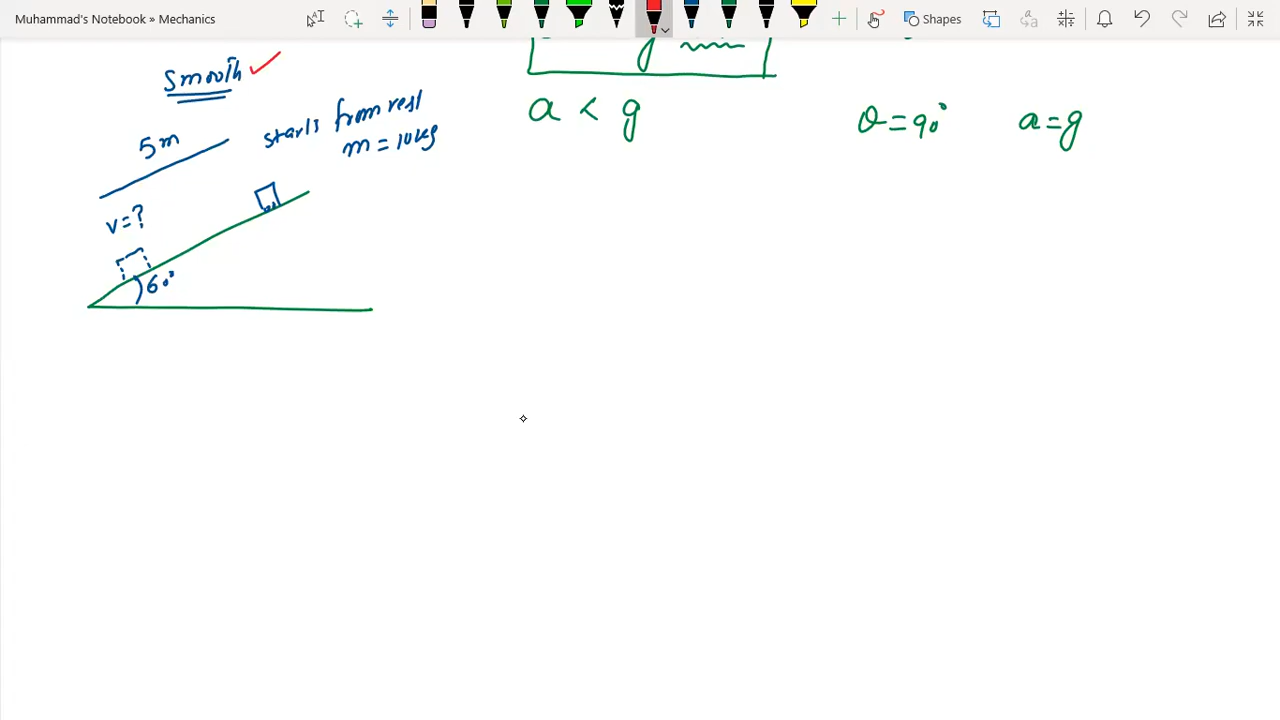 Muhammad's Notebook » Mechanics
Shapes
Smooth
g
a < g
θ = 90°
a = g
5m
starts from rest
m = 10kg
v = ?
60°